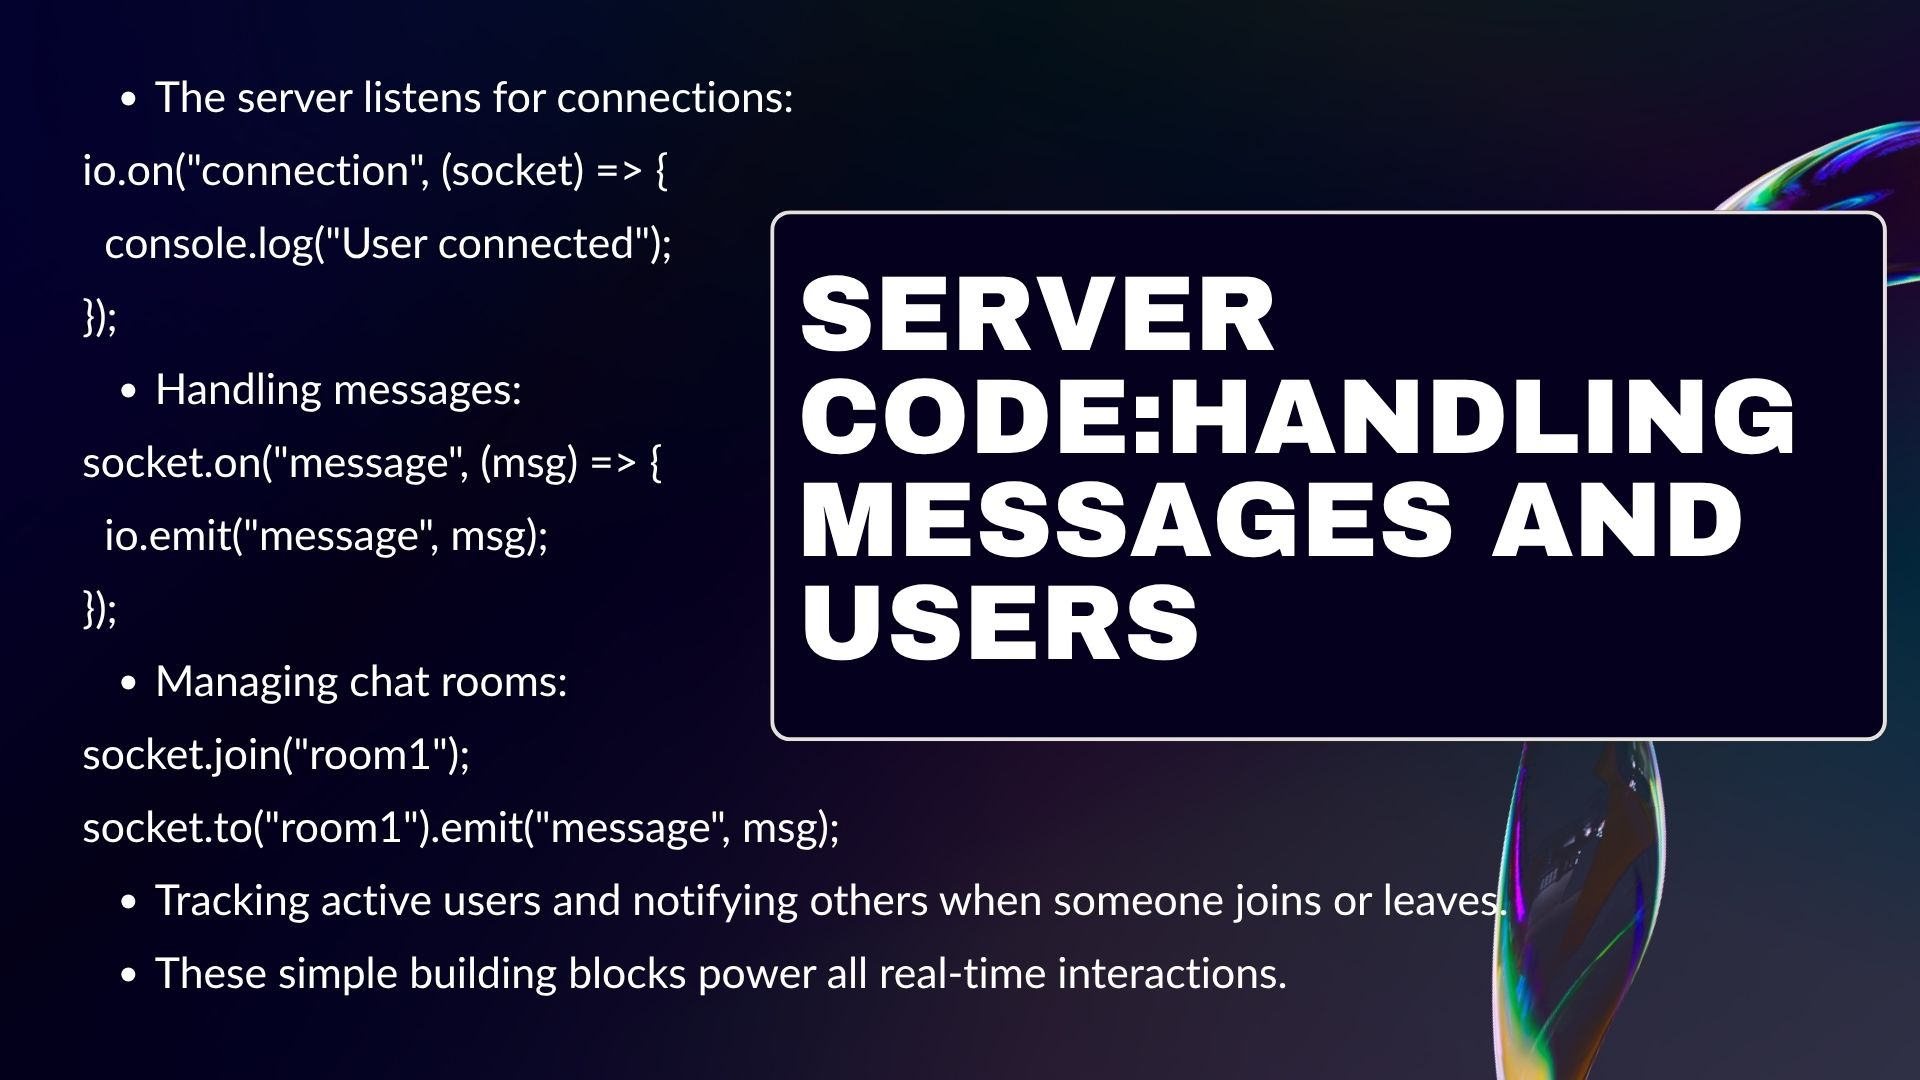 • The server listens for connections:
io.on("connection", (socket) => {
  console.log("User connected");
});
• Handling messages:
socket.on("message", (msg) => {
  io.emit("message", msg);
});
• Managing chat rooms:
socket.join("room1");
socket.to("room1").emit("message", msg);
• Tracking active users and notifying others when someone joins or leaves.
• These simple building blocks power all real-time interactions.
SERVER
CODE:HANDLING
MESSAGES AND
USERS